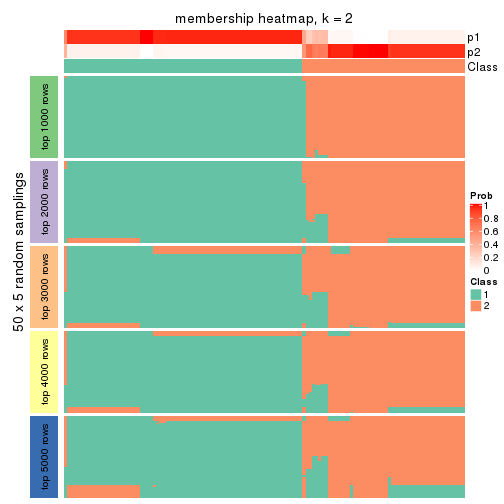 membership heatmap, k = 2
p1
p2
Class
50 x 5 random samplings
top 1000 rows
top 2000 rows
top 3000 rows
top 4000 rows
top 5000 rows
Prob
1
0.8
0.6
0.4
0.2
0
Class
1
2